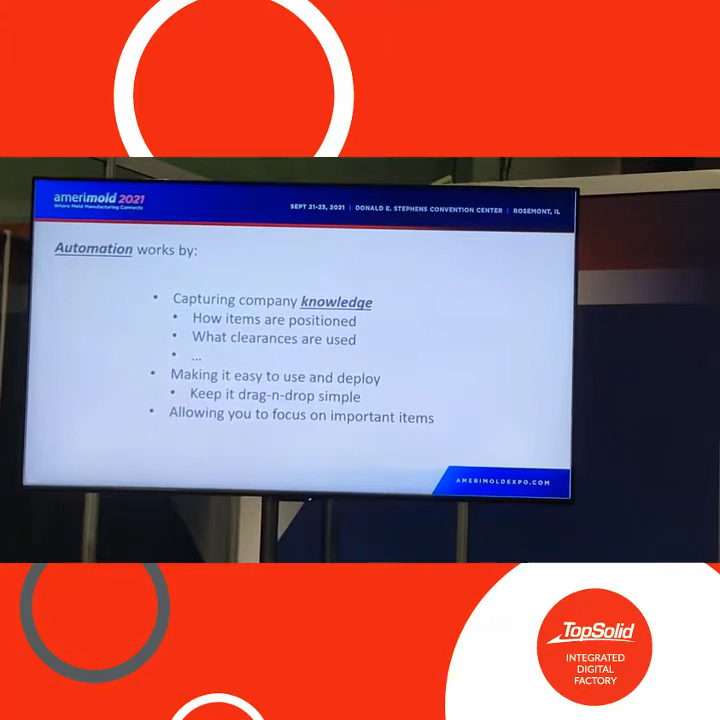 amerimold 2021
Where Mold Manufacturing Connects
SEPT 21-23, 2021 | DONALD E. STEPHENS CONVENTION CENTER | ROSEMONT, IL
Automation works by:
• Capturing company knowledge
• How items are positioned
• What clearances are used
• ...
• Making it easy to use and deploy
• Keep it drag-n-drop simple
• Allowing you to focus on important items
AMERIMOLDEXPO.COM
TopSolid
INTEGRATED
DIGITAL
FACTORY